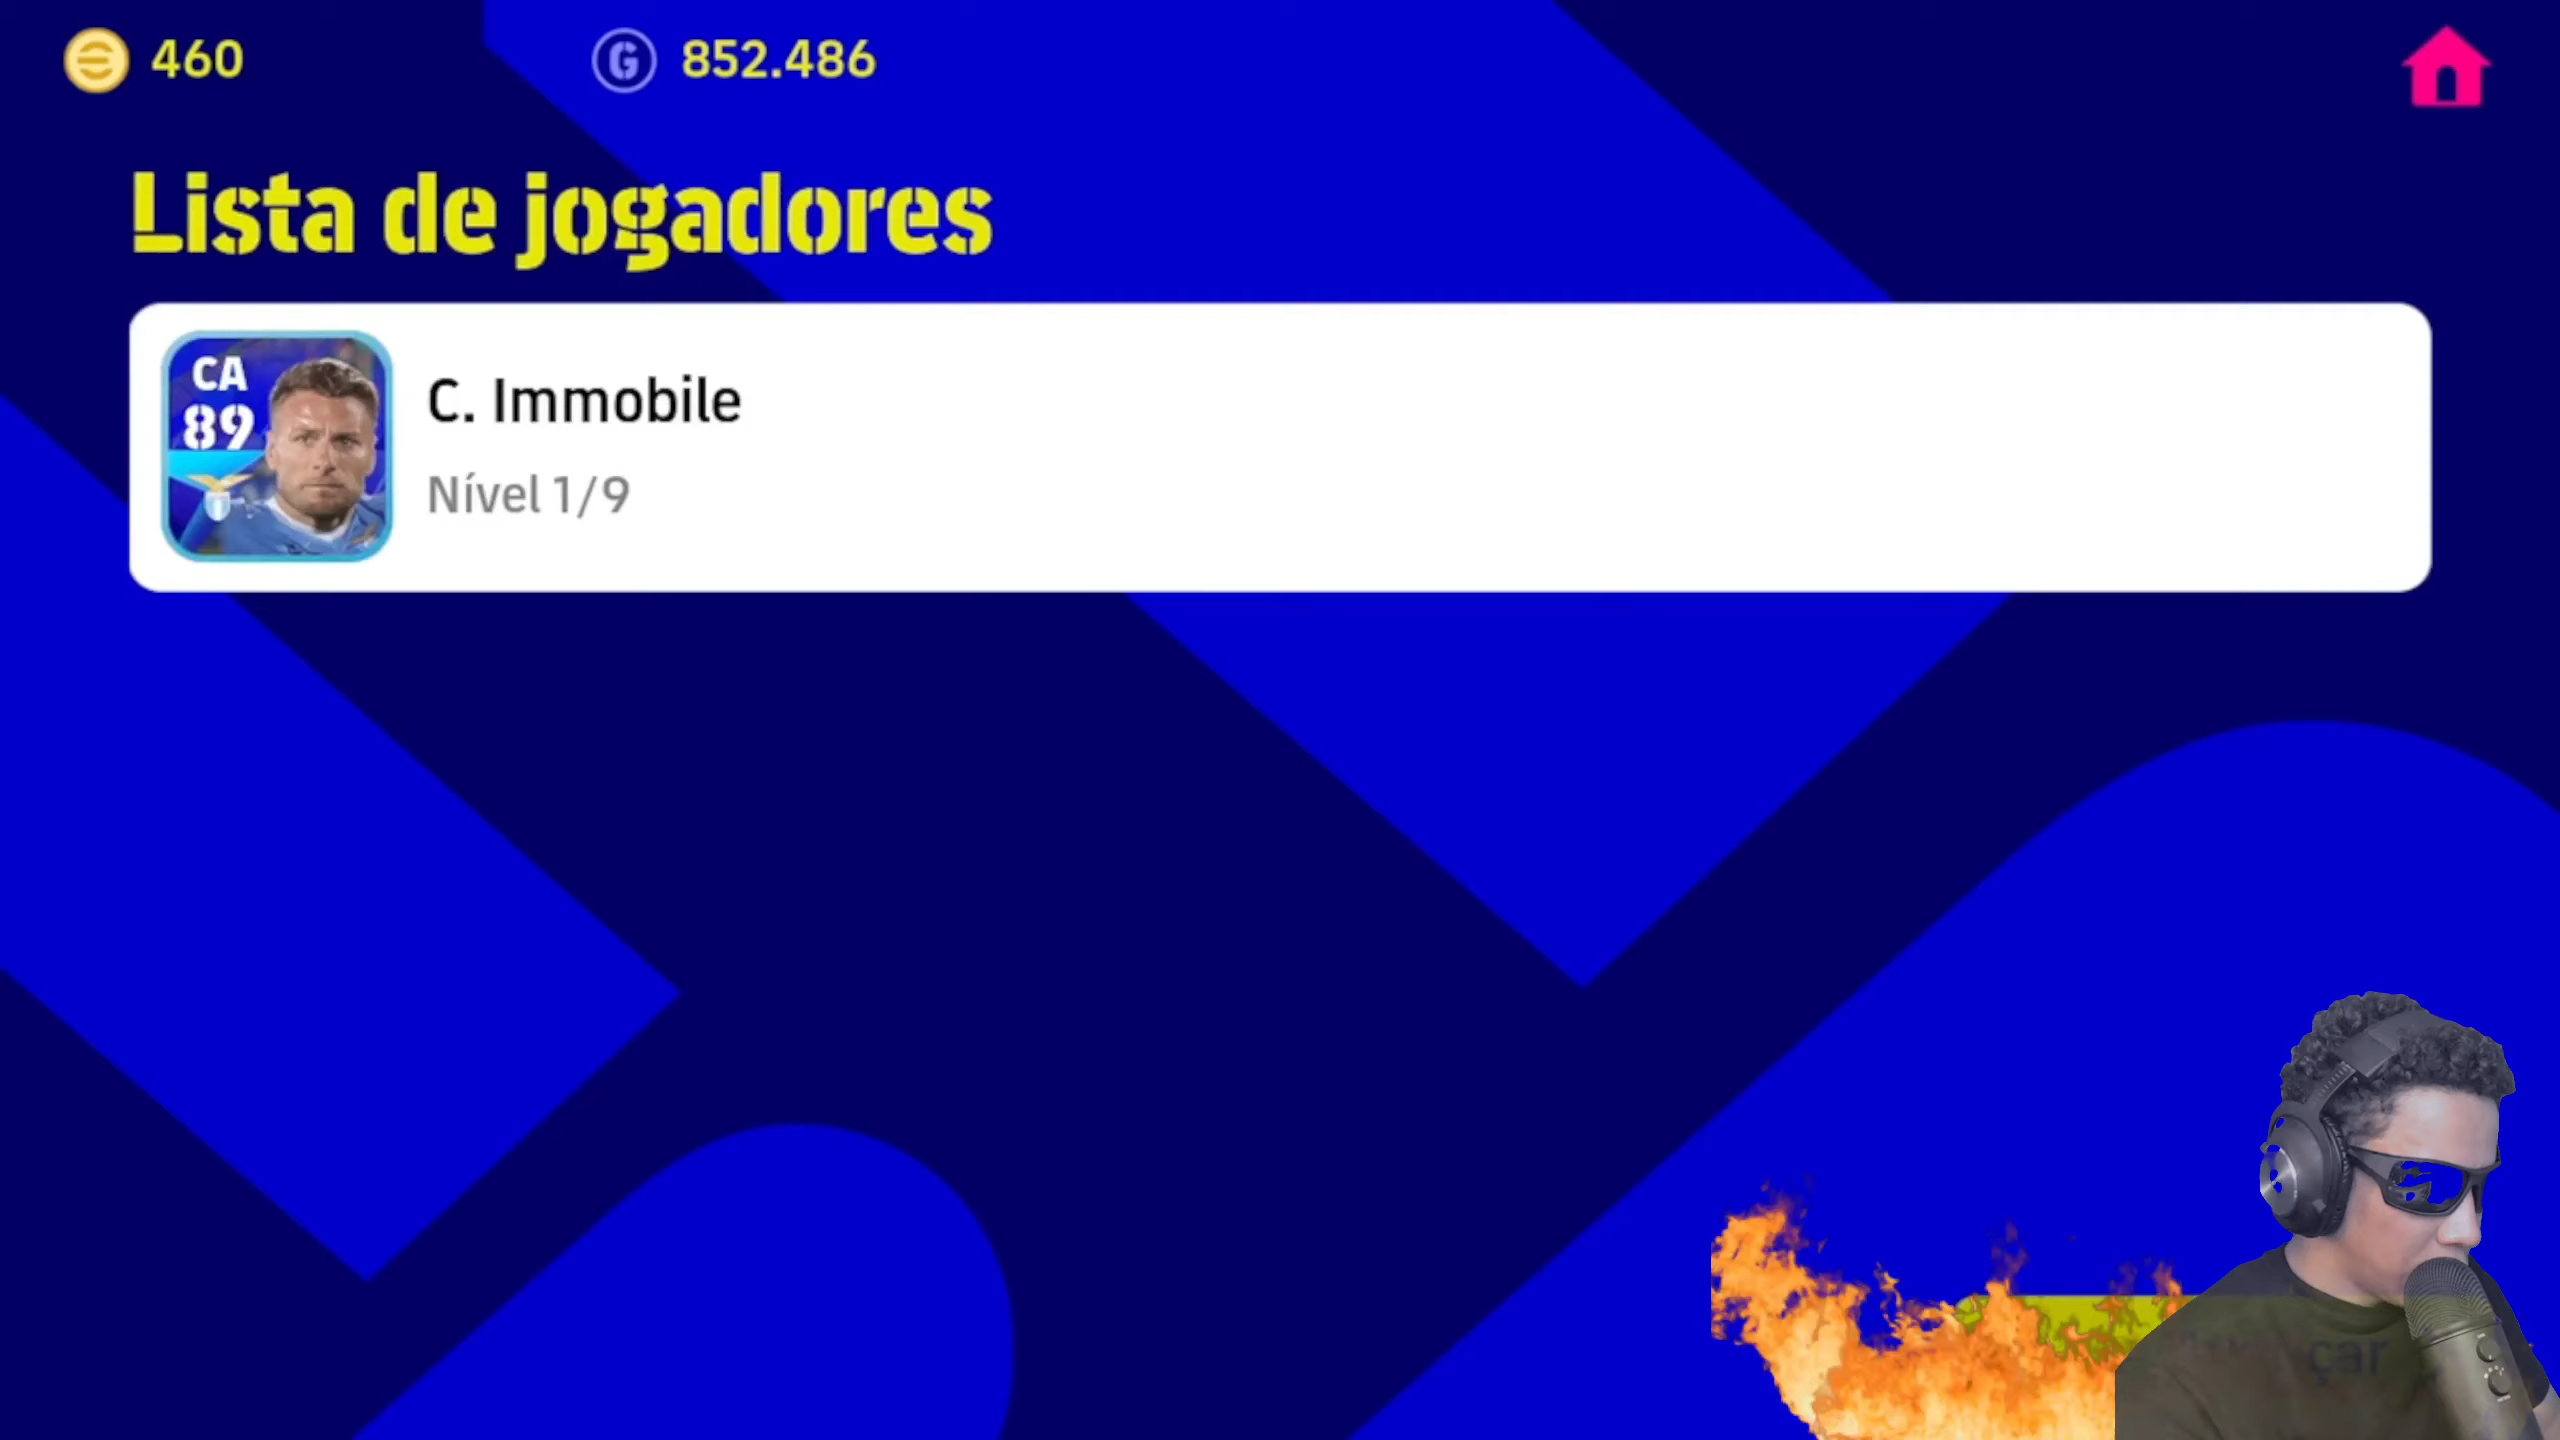 460
G 852.486
Lista de jogadores
CA
89
C. Immobile
Nível 1/9